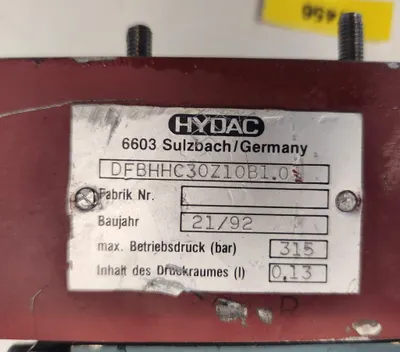 456
HYDAC
6603 Sulzbach/Germany
DFBHHC30Z10B1.0
Fabrik Nr.
Baujahr 21/92
max. Betriebsdruck (bar) 315
Inhalt des Druckraumes (l) 0,13